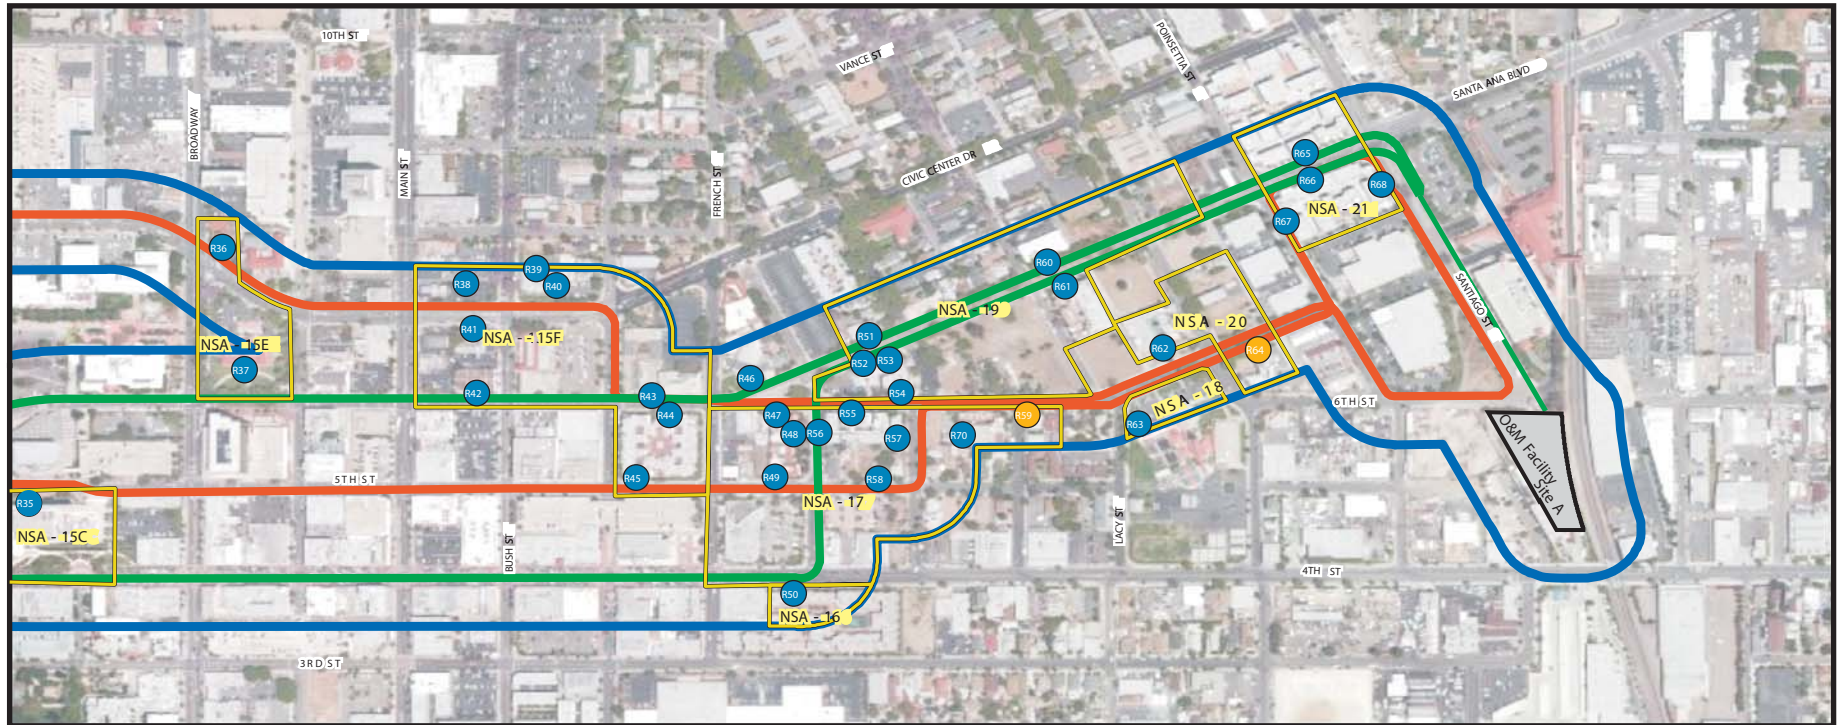 10TH ST
VANCE ST
POINSETTIA ST
SANTA ANA BLVD
BROADWAY
MAIN ST
FRENCH ST
CIVIC CENTER DR
R65
R66
R68
NSA - 21
R67
R36
R39
R38
R40
R60
R61
SANTIAGO ST
NSA - 19
NSA - 20
R41
NSA - 15F
R51
R52
R53
R62
R64
NSA - 15E
R37
R46
R42
R43
R44
R54
NSA - 18
6TH ST
R47
R55
R59
R63
R48
R56
R57
R70
O&M Facility
Site A
5TH ST
R45
R49
R58
NSA - 17
R35
NSA - 15C
BUSH ST
LACY ST
4TH ST
R50
NSA - 16
3RD ST